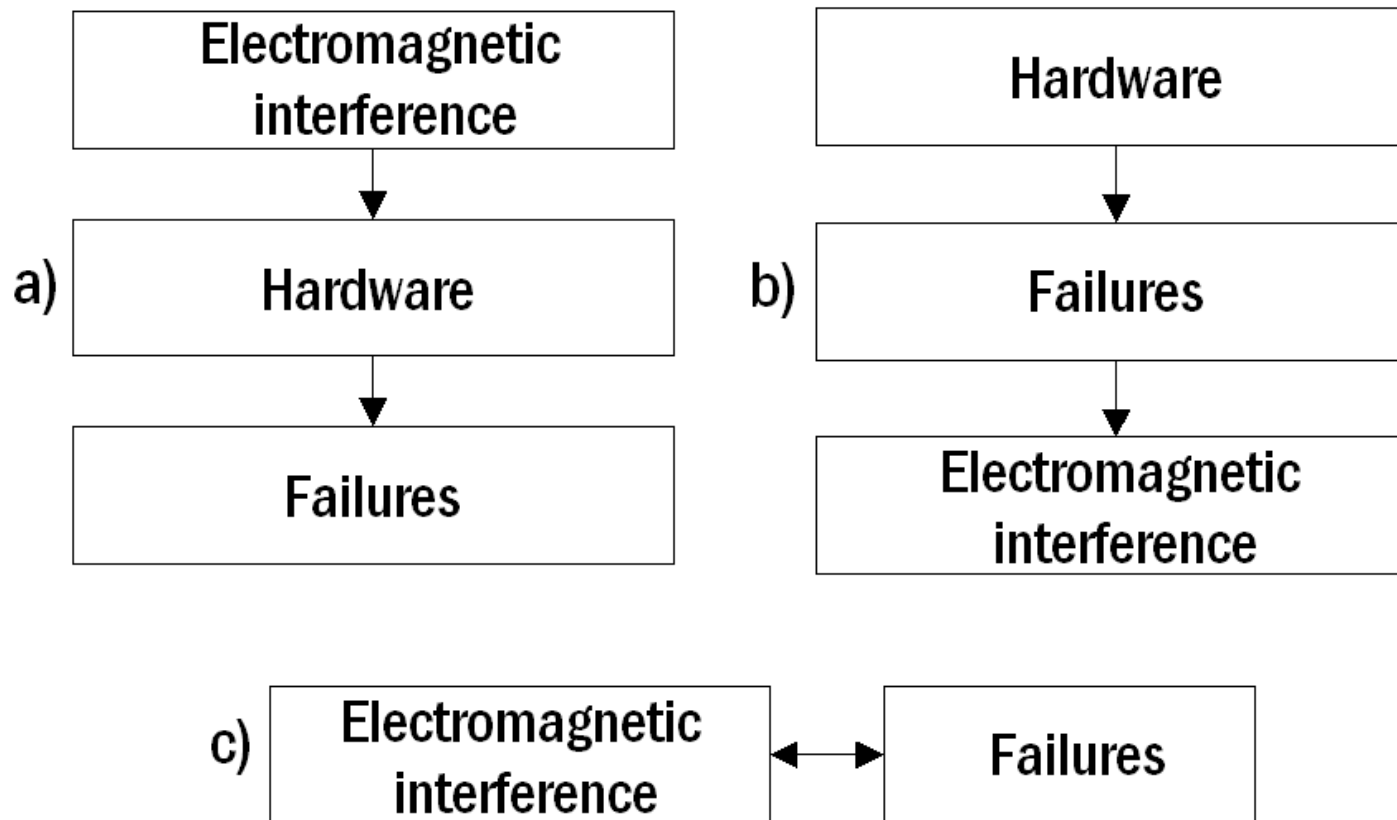 Electromagnetic
interference
Hardware
a)
Hardware
b)
Failures
Failures
Electromagnetic
interference
c)
Electromagnetic
interference
Failures